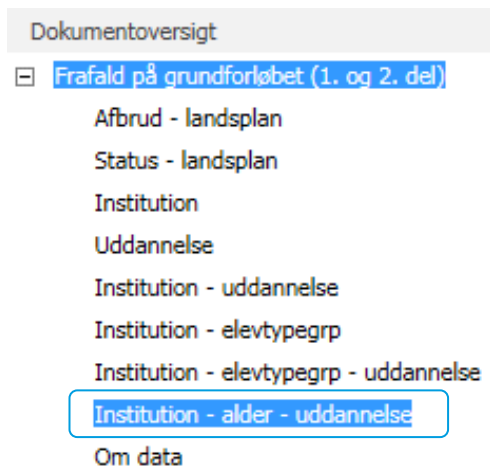 Dokumentoversigt
Frafald på grundforløbet (1. og 2. del)
Afbrud - landsplan
Status - landsplan
Institution
Uddannelse
Institution - uddannelse
Institution - elevtypegrp
Institution - elevtypegrp - uddannelse
Institution - alder - uddannelse
Om data